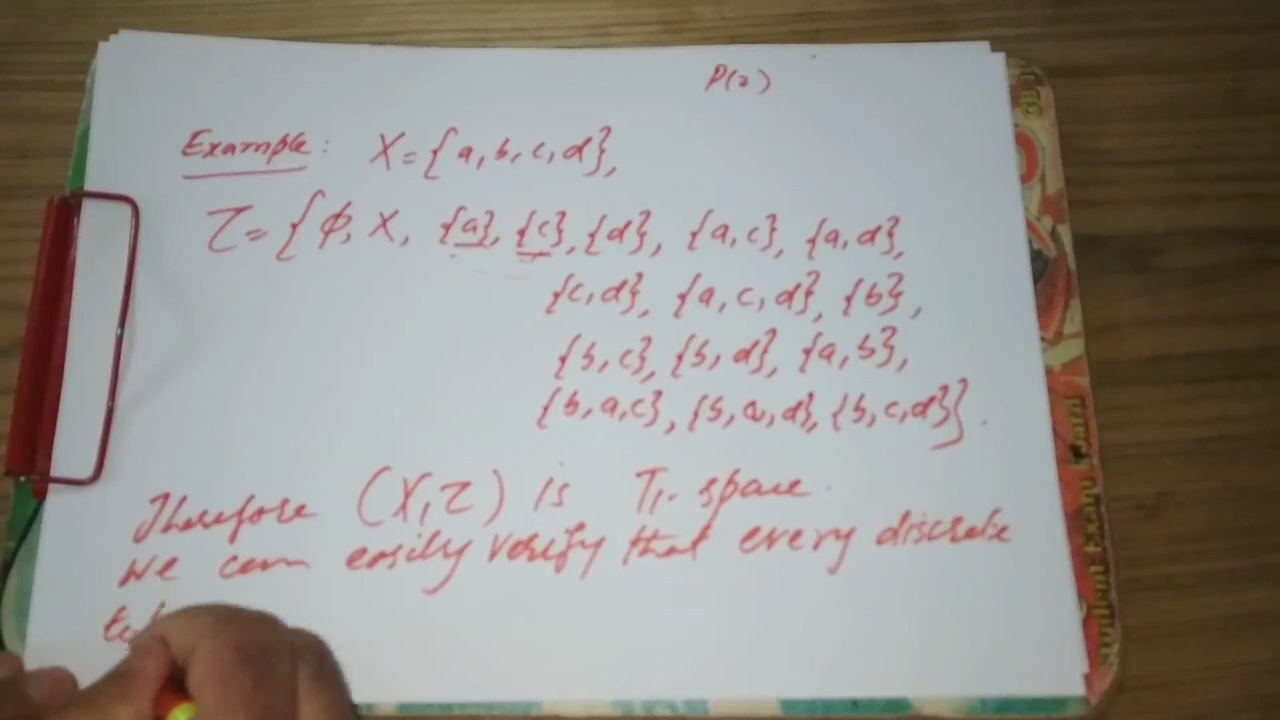 P(2)
Example: X={a,b,c,d},
τ={ϕ, X, {a}, {c}, {d}, {a,c}, {a,d},
{c,d}, {a,c,d}, {b},
{b,c}, {b,d}, {a,b},
{b,a,c}, {b,a,d}, {b,c,d}}.
Therefore (X,τ) is T₁-space.
We can easily verify that every discrete